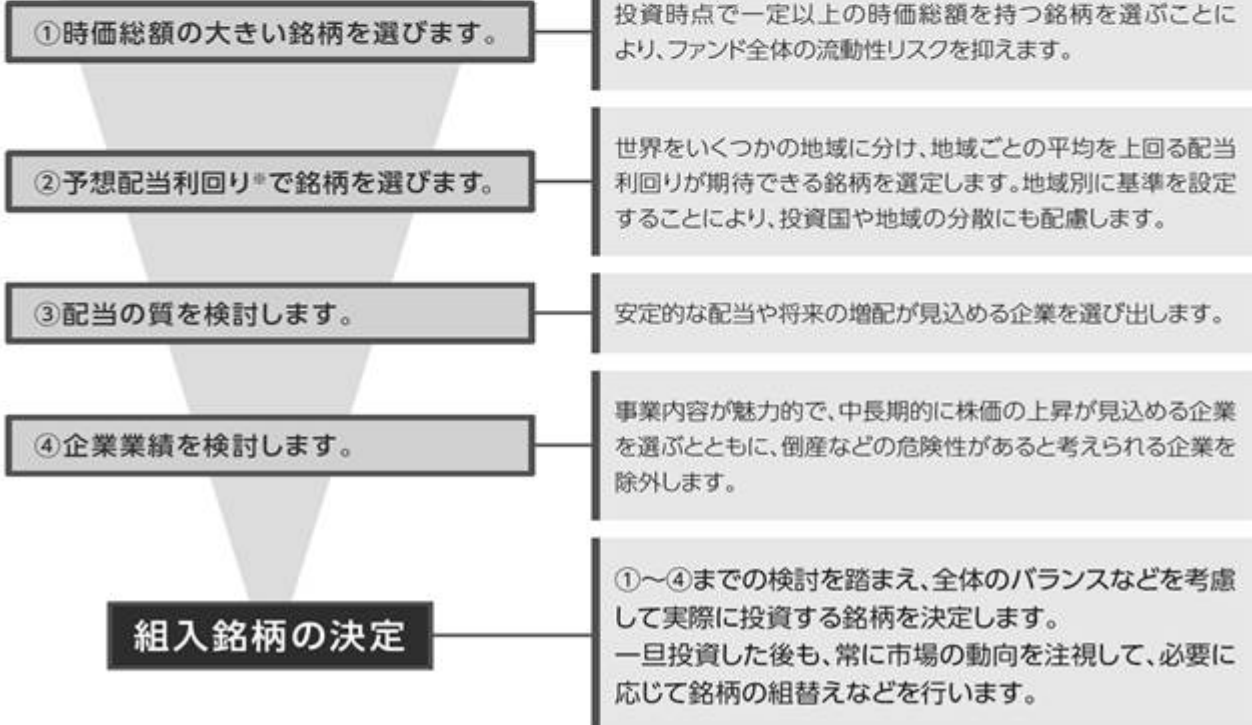 ①時価総額の大きい銘柄を選びます。
投資時点で一定以上の時価総額を持つ銘柄を選ぶことに
より、ファンド全体の流動性リスクを抑えます。
②予想配当利回り※で銘柄を選びます。
世界をいくつかの地域に分け、地域ごとの平均を上回る配当
利回りが期待できる銘柄を選定します。地域別に基準を設定
することにより、投資国や地域の分散にも配慮します。
③配当の質を検討します。
安定的な配当や将来の増配が見込める企業を選び出します。
④企業業績を検討します。
事業内容が魅力的で、中長期的に株価の上昇が見込める企業
を選ぶとともに、倒産などの危険性があると考えられる企業を
除外します。
組入銘柄の決定
①〜④までの検討を踏まえ、全体のバランスなどを考慮
して実際に投資する銘柄を決定します。
一旦投資した後も、常に市場の動向を注視して、必要に
応じて銘柄の組替えなどを行います。